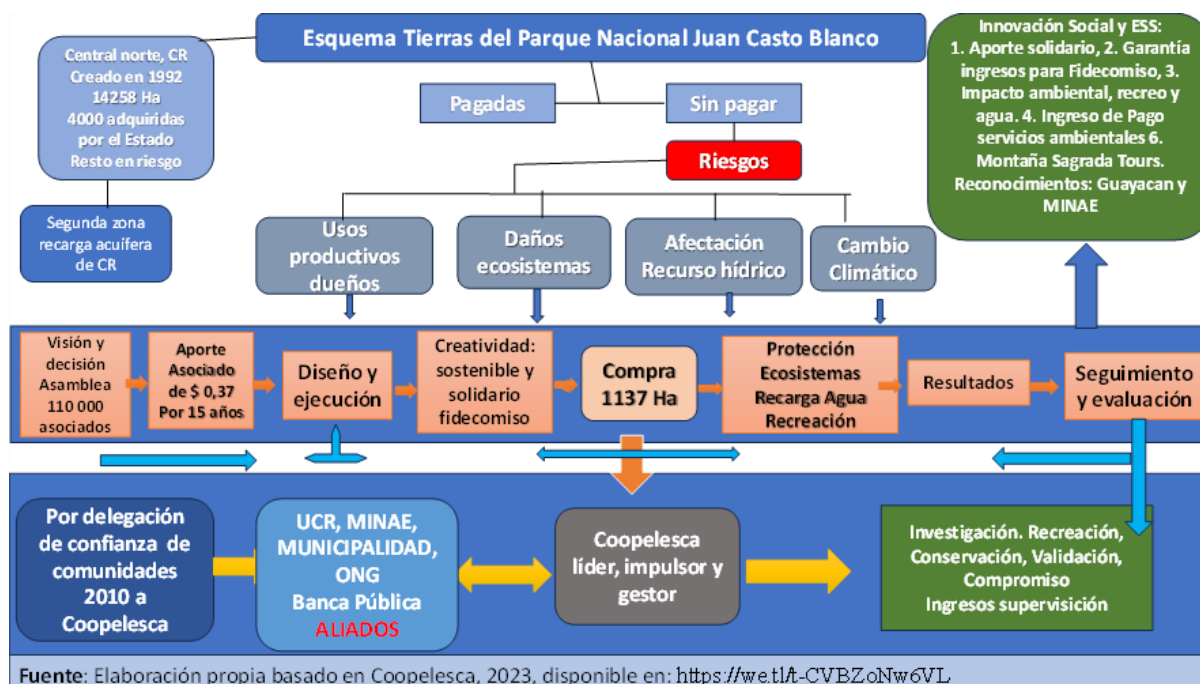 Esquema Tierras del Parque Nacional Juan Casto Blanco
Central norte, CR
Creado en 1992
14258 Ha
4000 adquiridas
por el Estado
Resto en riesgo
Segunda zona
recarga acuífera
de CR
Pagadas
Sin pagar
Riesgos
Innovación Social y ESS:
1. Aporte solidario, 2. Garantía
ingresos para Fidecomiso, 3.
Impacto ambiental, recreo y
agua. 4. Ingreso de Pago
servicios ambientales 6.
Montaña Sagrada Tours.
Reconocimientos: Guayacan y
MINAE
Usos
productivos
dueños
Daños
ecosistemas
Afectación
Recurso hídrico
Cambio
Climático
Visión y
decisión
Asamblea
110 000
asociados
Aporte
Asociado
de $ 0,37
Por 15 años
Diseño y
ejecución
Creatividad:
sostenible y
solidario
fidecomiso
Compra
1137 Ha
Protección
Ecosistemas
Recarga Agua
Recreación
Resultados
Seguimiento
y evaluación
Por delegación
de confianza de
comunidades
2010 a
Coopelesca
UCR, MINAE,
MUNICIPALIDAD,
ONG
Banca Pública
ALIADOS
Coopelesca
líder, impulsor y
gestor
Investigación. Recreación,
Conservación, Validación,
Compromiso
Ingresos supervisición
Fuente: Elaboración propia basado en Coopelesca, 2023, disponible en: https://we.tl/t-CVBZoNw6VL